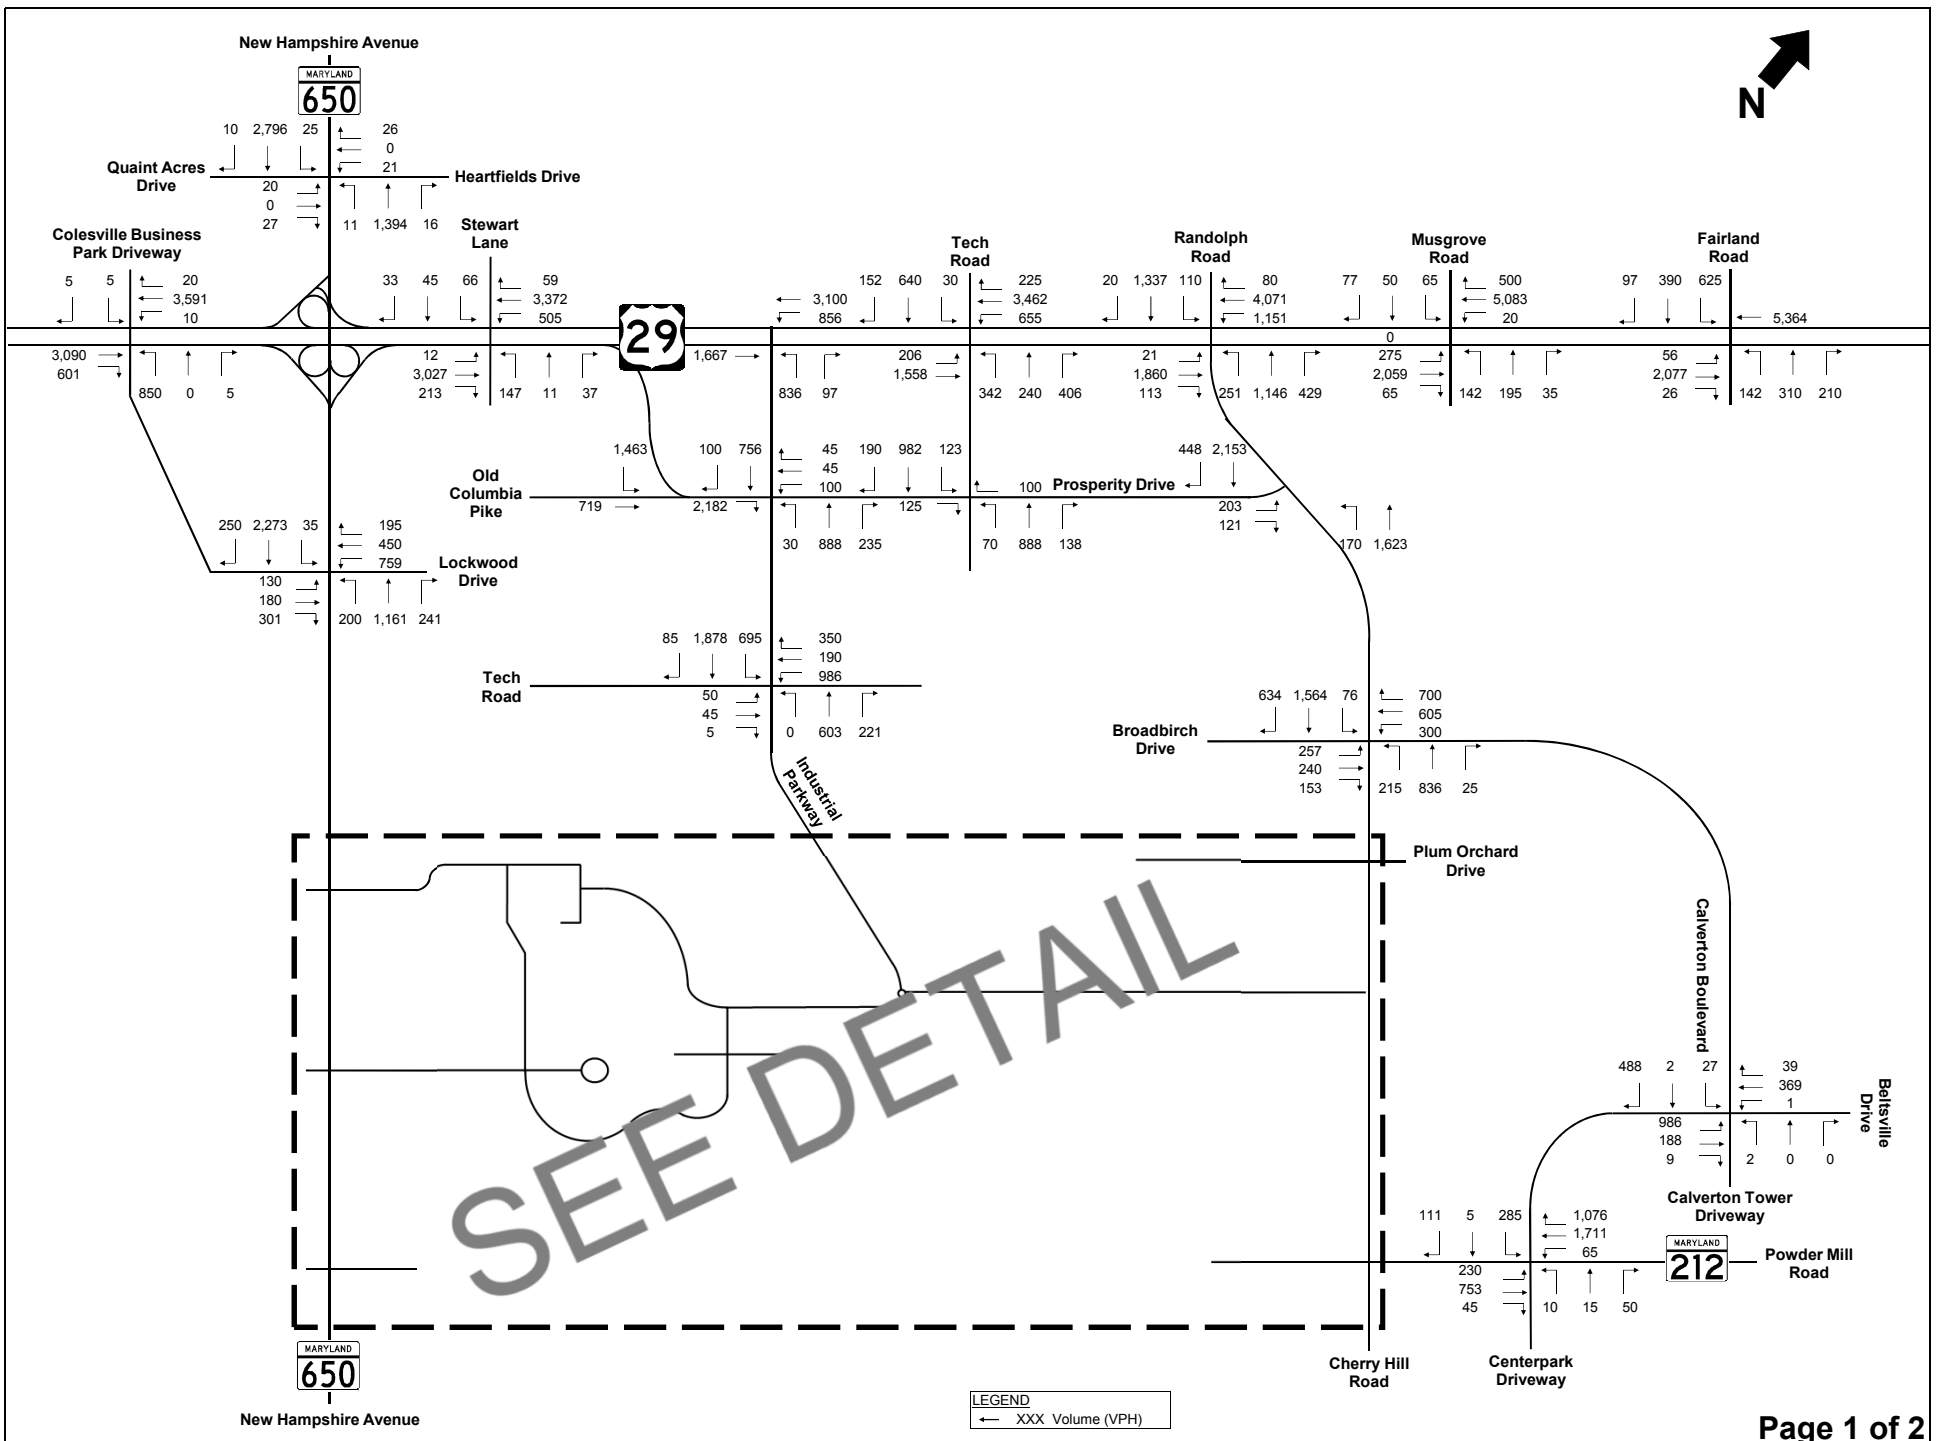 New Hampshire Avenue
MARYLAND
650
N
10 2,796 25 26
0
21
Quaint Acres
Drive
Heartfields Drive
20
0
27
11 1,394 16
Colesville Business
Park Driveway
Stewart
Lane
Tech
Road
Randolph
Road
Musgrove
Road
Fairland
Road
5 5 20
3,591
10
33 45 66 59
3,372
505
3,100
856
152 640 30 225
3,462
655
20 1,337 110 80
4,071
1,151
77 50 65 500
5,083
20
97 390 625
5,364
29
3,090
601
850 0 5
12
3,027
213
147 11 37
1,667
836 97
206
1,558
342 240 406
21
1,860
113
251 1,146 429
0
275
2,059
65
142 195 35
56
2,077
26
142 310 210
1,463
Old
Columbia
Pike
719
100 756 45
45
100
2,182
30 888 235
190 982 123
100
125
70 888 138
Prosperity Drive
448 2,153
203
121
170 1,623
250 2,273 35 195
450
759
Lockwood
Drive
130
180
301
200 1,161 241
85 1,878 695 350
190
986
Tech
Road
50
45
5
0 603 221
Industrial
Parkway
634 1,564 76 700
605
300
Broadbirch
Drive
257
240
153
215 836 25
Plum Orchard
Drive
SEE DETAIL
Calverton Boulevard
488 2 27 39
369
1
Beltsville
Drive
986
188
9
2 0 0
Calverton Tower
Driveway
111 5 285 1,076
1,711
65
MARYLAND
212
Powder Mill
Road
230
753
45
10 15 50
MARYLAND
650
New Hampshire Avenue
Cherry Hill
Road
Centerpark
Driveway
LEGEND
XXX Volume (VPH)
Page 1 of 2